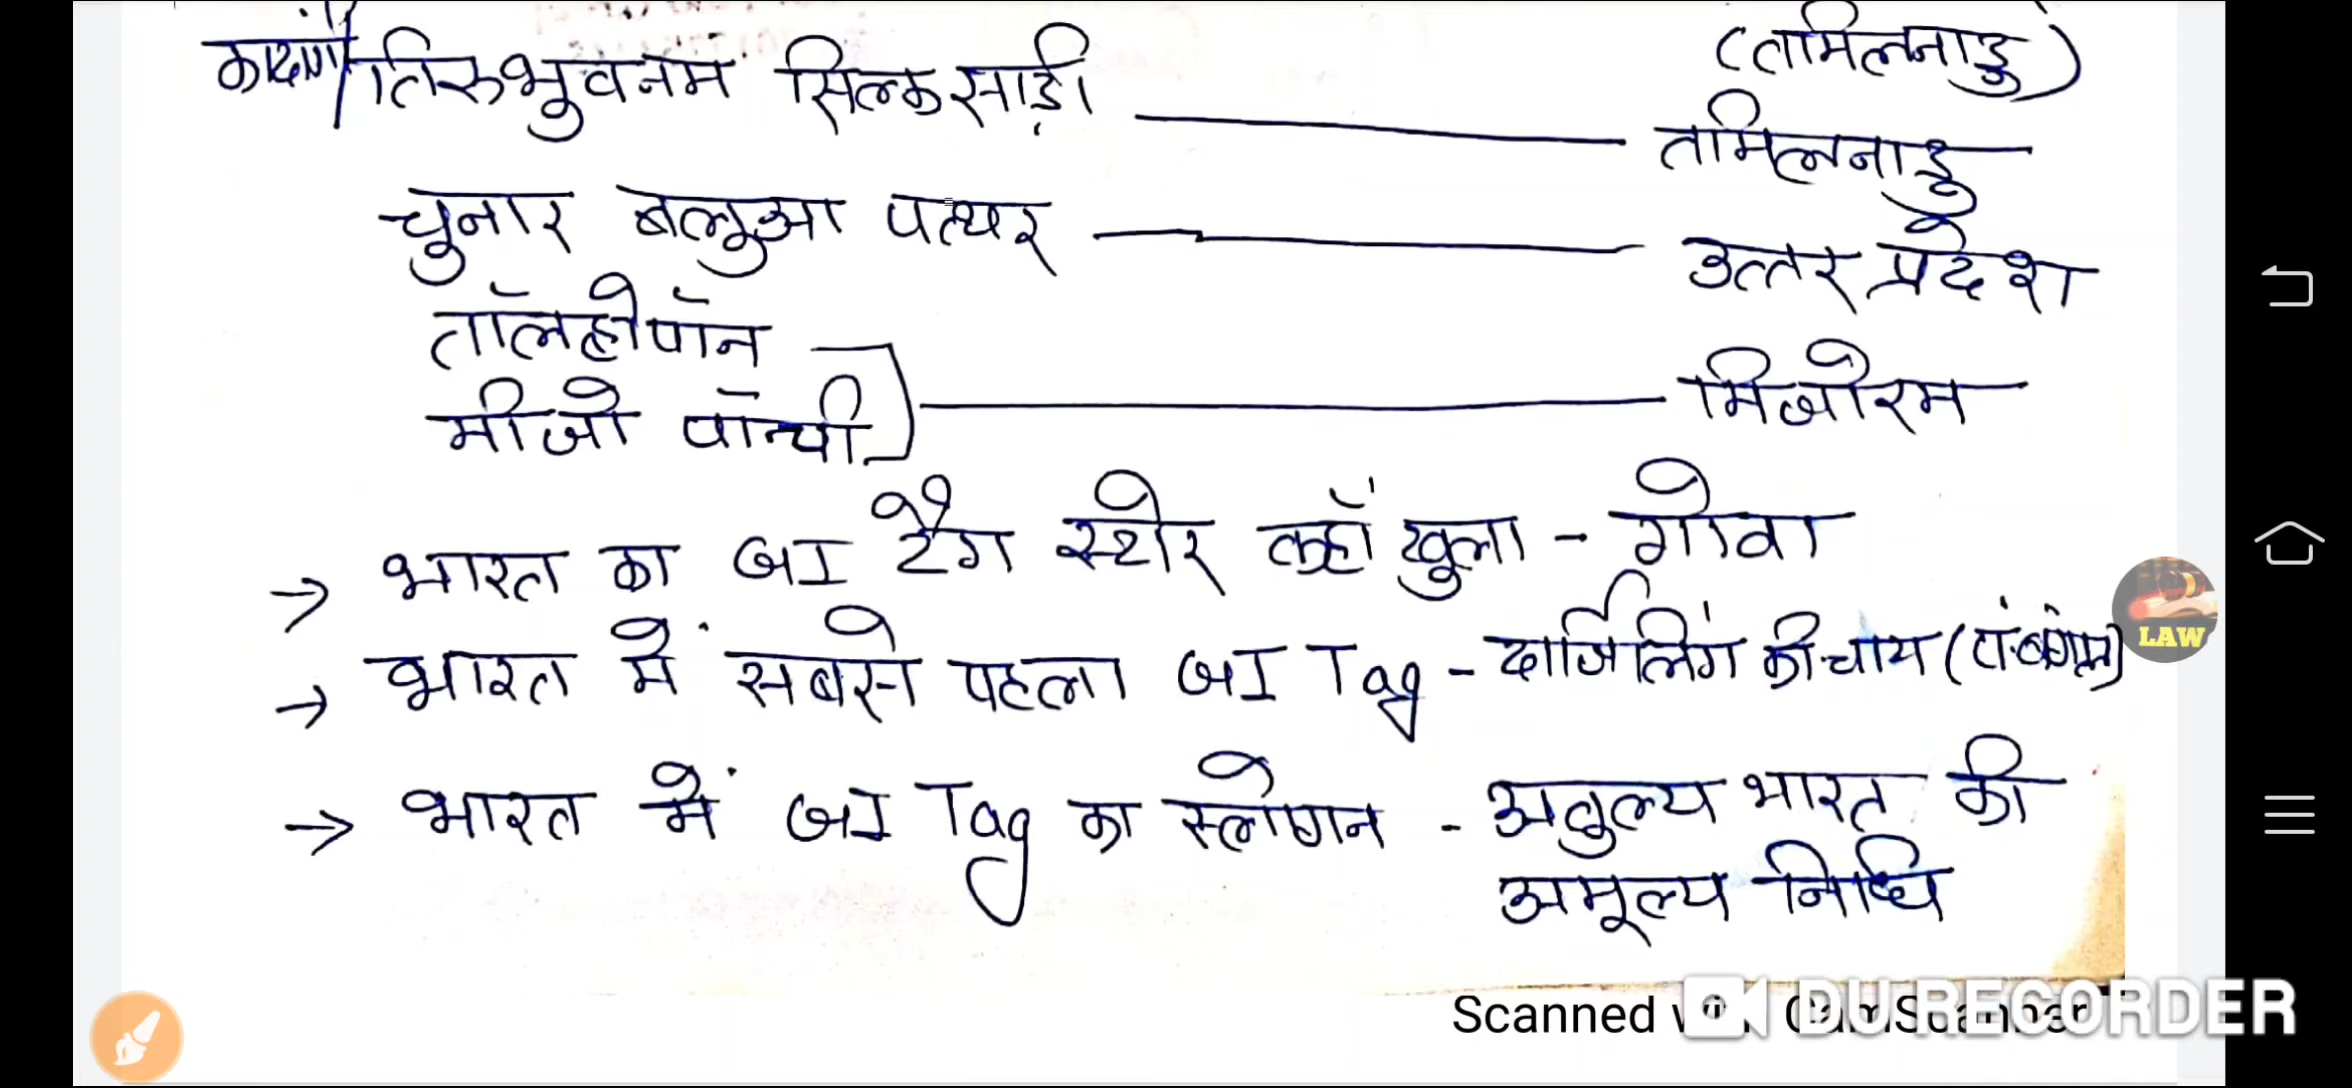 (तमिलनाडु)
तिरुभुवनम सिल्क साड़ी तमिलनाडु
चुनार बलुआ पत्थर उत्तर प्रदेश
तॉलहोपॉन
मीजो पॉन्ची मिजोरम
→ भारत का GI टैग स्टोर कहाँ खुला - गोवा
→ भारत में सबसे पहला GI Tag - दार्जिलिंग की चाय (पं. बंगाल)
→ भारत में GI Tag का स्लोगन - अतुल्य भारत की
अमूल्य निधि
LAW
Scanned with CamScanner
DU RECORDER